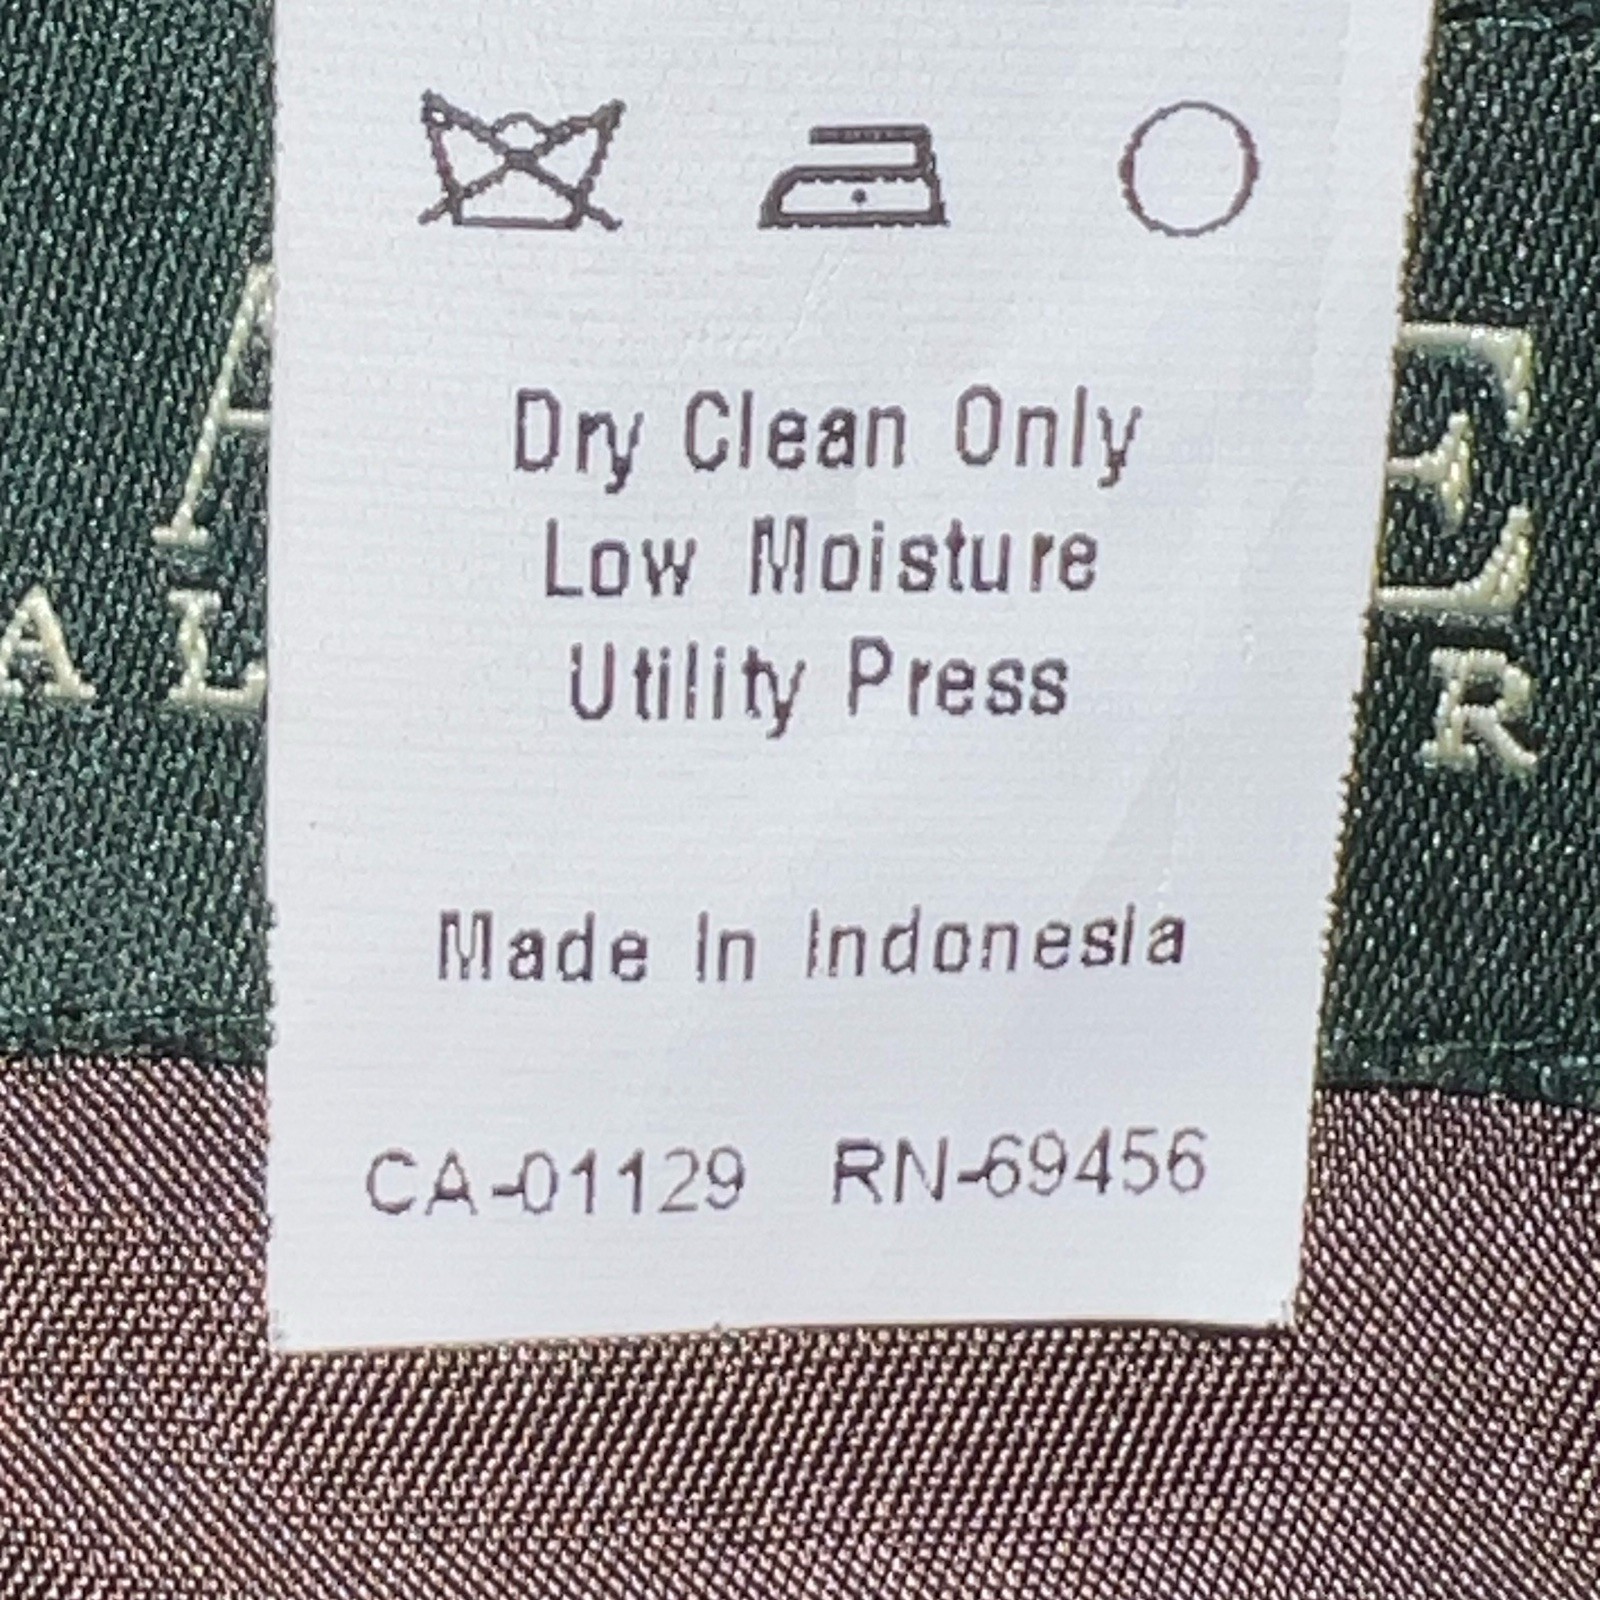 Dry Clean Only
Low Moisture
Utility Press
Made In Indonesia
CA-01129 RN-69456